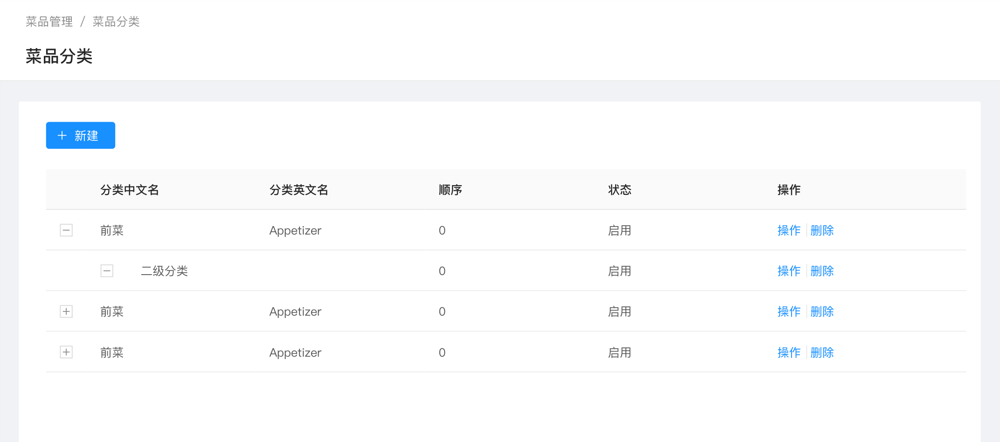 菜品管理 / 菜品分类
菜品分类
+ 新建
分类中文名 分类英文名 顺序 状态 操作
前菜 Appetizer 0 启用 操作 删除
二级分类 0 启用 操作 删除
前菜 Appetizer 0 启用 操作 删除
前菜 Appetizer 0 启用 操作 删除